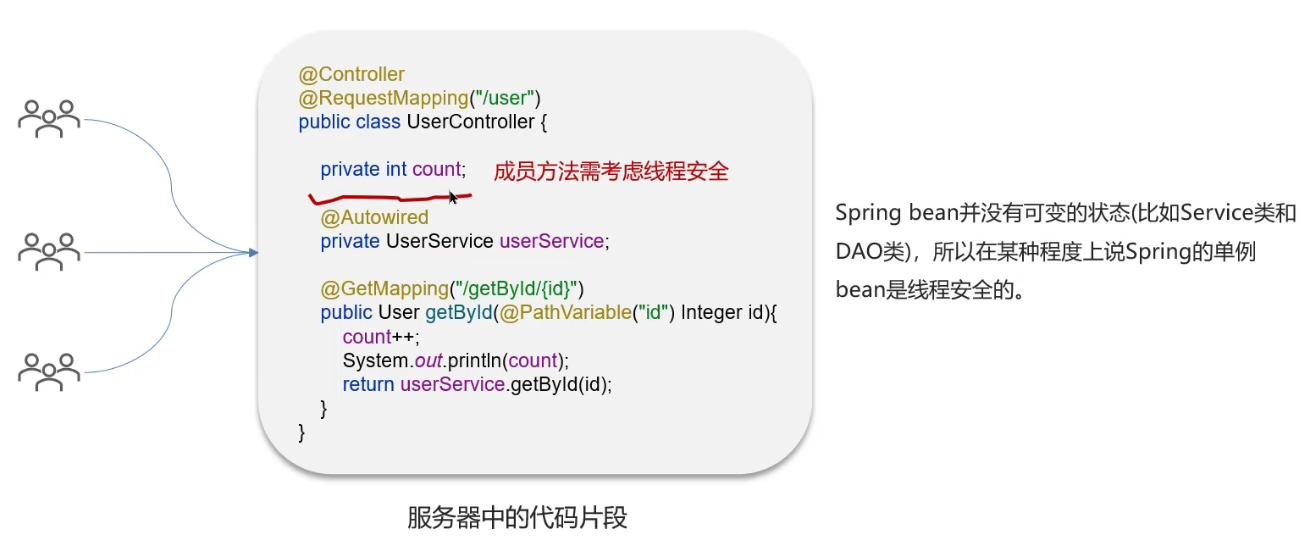 @Controller
@RequestMapping("/user")
public class UserController {
private int count;
成员方法需考虑线程安全
@Autowired
private UserService userService;
@GetMapping("/getById/{id}")
public User getById(@PathVariable("id") Integer id){
count++;
System.out.println(count);
return userService.getById(id);
}
}
Spring bean并没有可变的状态(比如Service类和
DAO类)，所以在某种程度上说Spring的单例
bean是线程安全的。
服务器中的代码片段